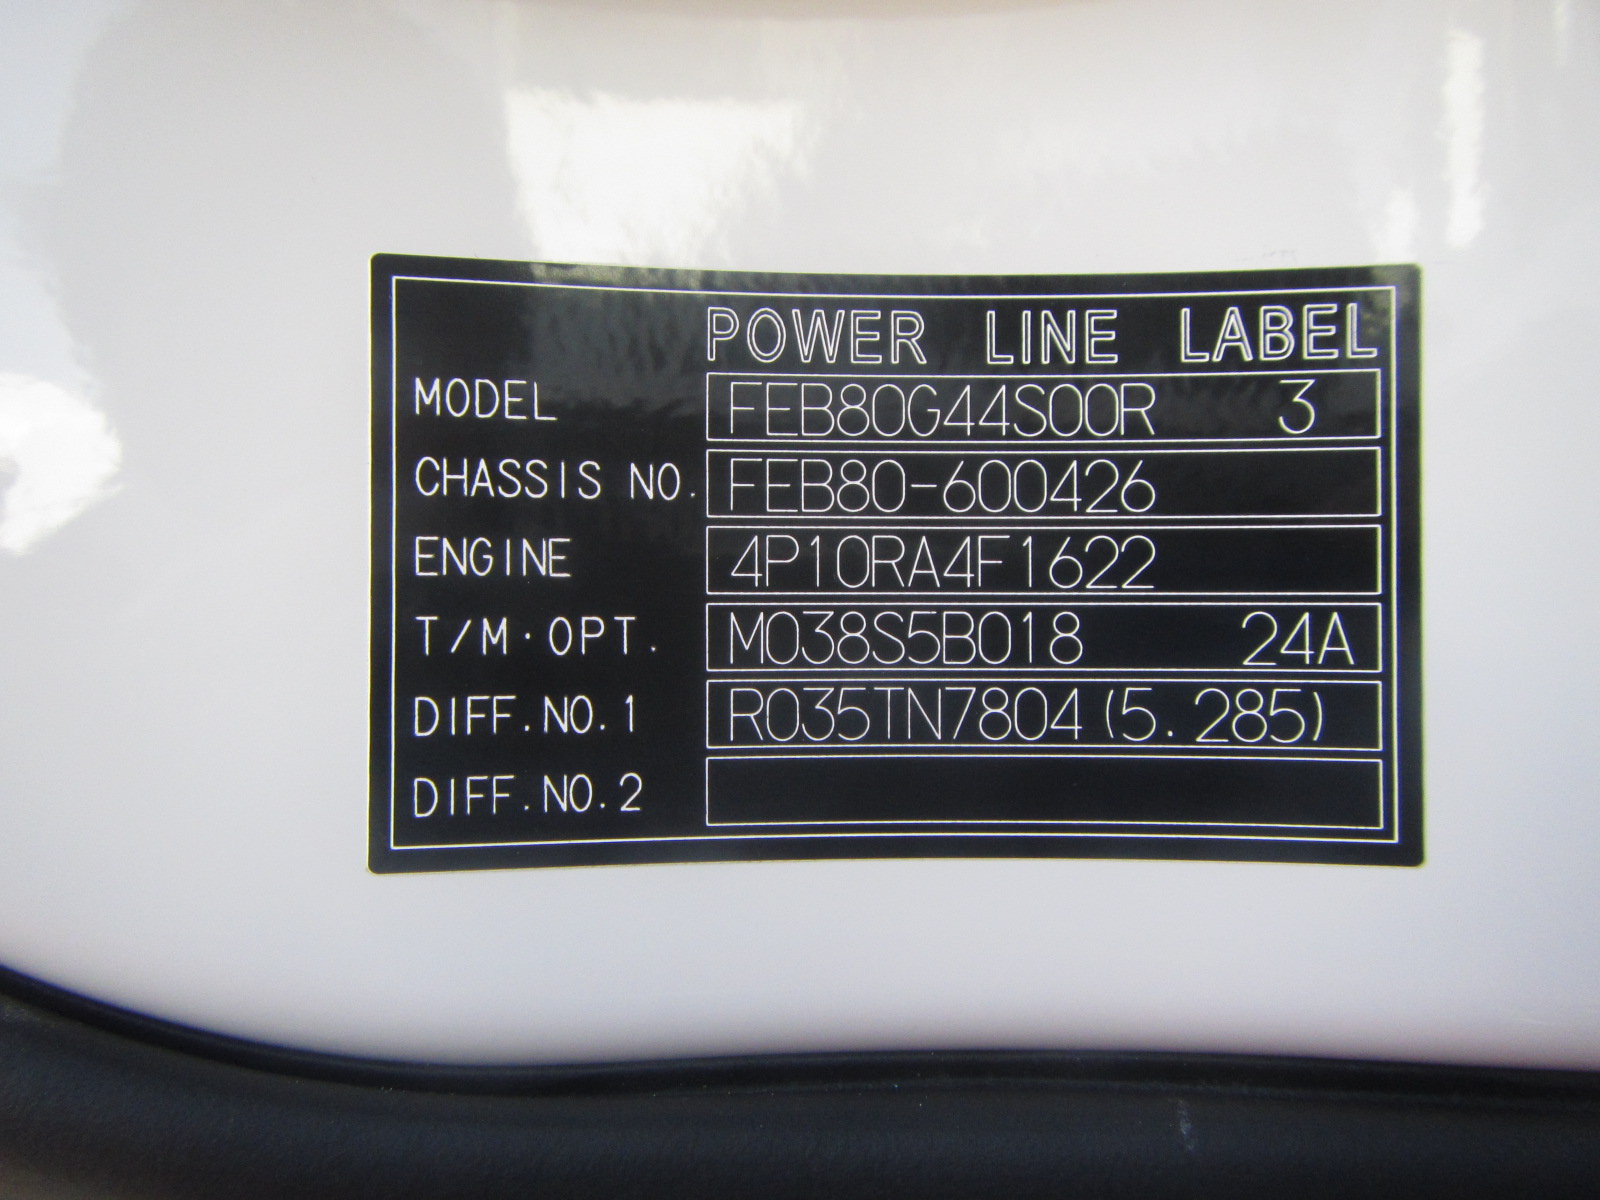 POWER LINE LABEL
MODEL FEB80G44S00R 3
CHASSIS NO. FEB80-600426
ENGINE 4P10RA4F1622
T/M·OPT. M038S5B018 24A
DIFF.NO.1 R035TN7804(5.285)
DIFF.NO.2